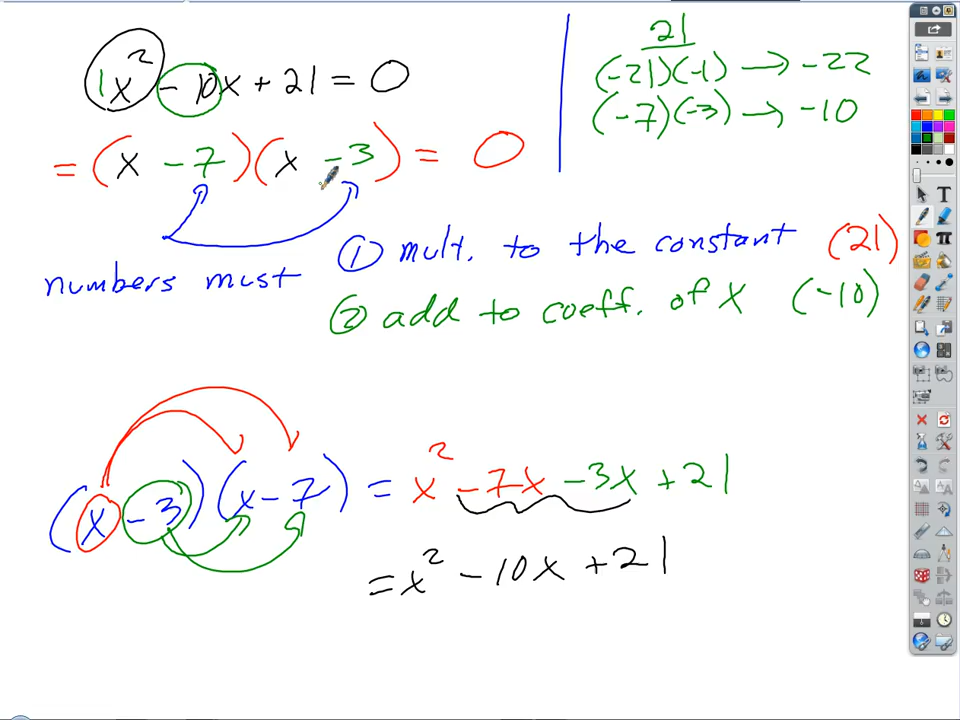 1x² - 10x + 21 = 0
= (x - 7)(x - 3) = 0
21
(-21)(-1) → -22
(-7)(-3) → -10
numbers must
① mult. to the constant (21)
② add to coeff. of x (-10)
(x - 3)(x - 7) = x² - 7x - 3x + 21
= x² - 10x + 21